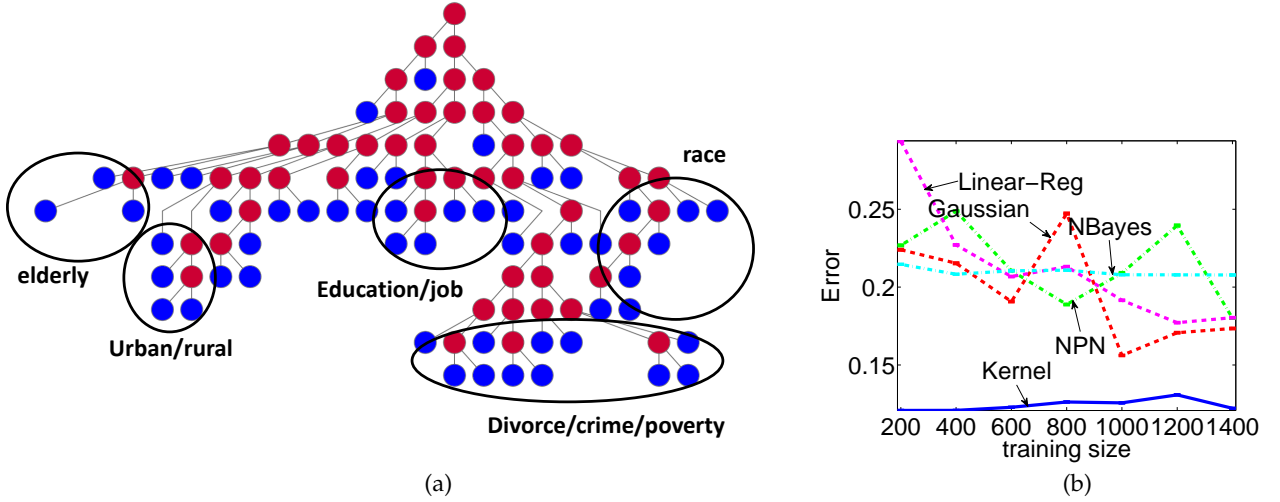 race
elderly
Education/job
Urban/rural
Divorce/crime/poverty
(a)
Error
0.25
0.2
0.15
Linear−Reg
Gaussian
NBayes
NPN
Kernel
200 400 600 800 1000 1200 1400
training size
(b)